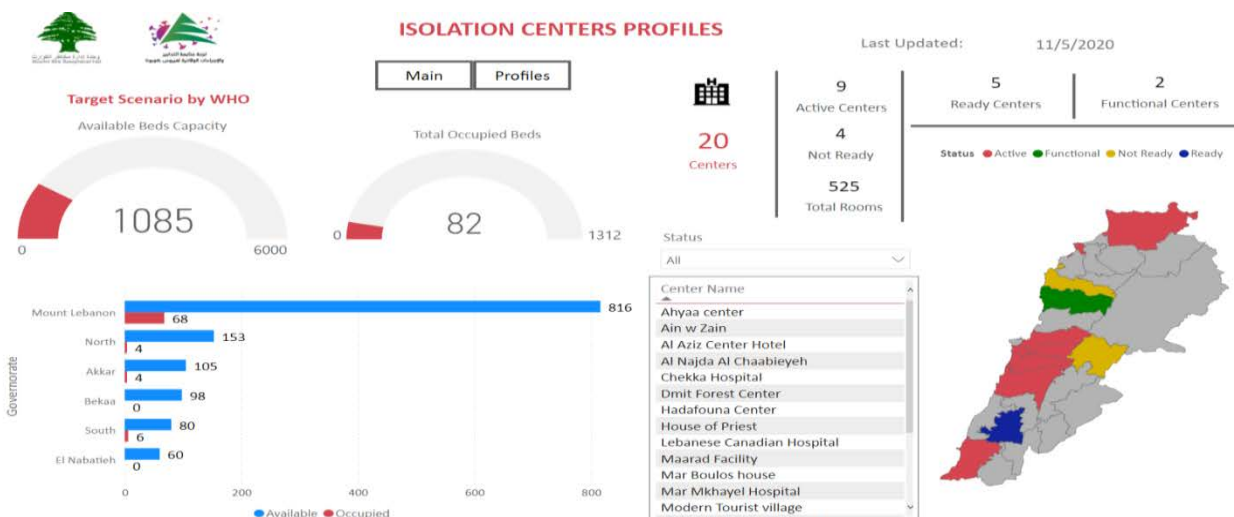 ISOLATION CENTERS PROFILES
Last Updated: 11/5/2020
Main
Profiles
Target Scenario by WHO
Available Beds Capacity
1085
0
6000
Total Occupied Beds
82
0
1312
20
Centers
9
Active Centers
4
Not Ready
525
Total Rooms
5
Ready Centers
2
Functional Centers
Status Active Functional Not Ready Ready
Status
All
Center Name
Ahyaa center
Ain w Zain
Al Aziz Center Hotel
Al Najda Al Chaabieyeh
Chekka Hospital
Dmit Forest Center
Hadafouna Center
House of Priest
Lebanese Canadian Hospital
Maarad Facility
Mar Boulos house
Mar Mkhayel Hospital
Modern Tourist village
Governorate
Mount Lebanon
816
68
North
153
4
Akkar
105
4
Bekaa
98
0
South
80
6
El Nabatieh
60
0
0 200 400 600 800
Available Occupied